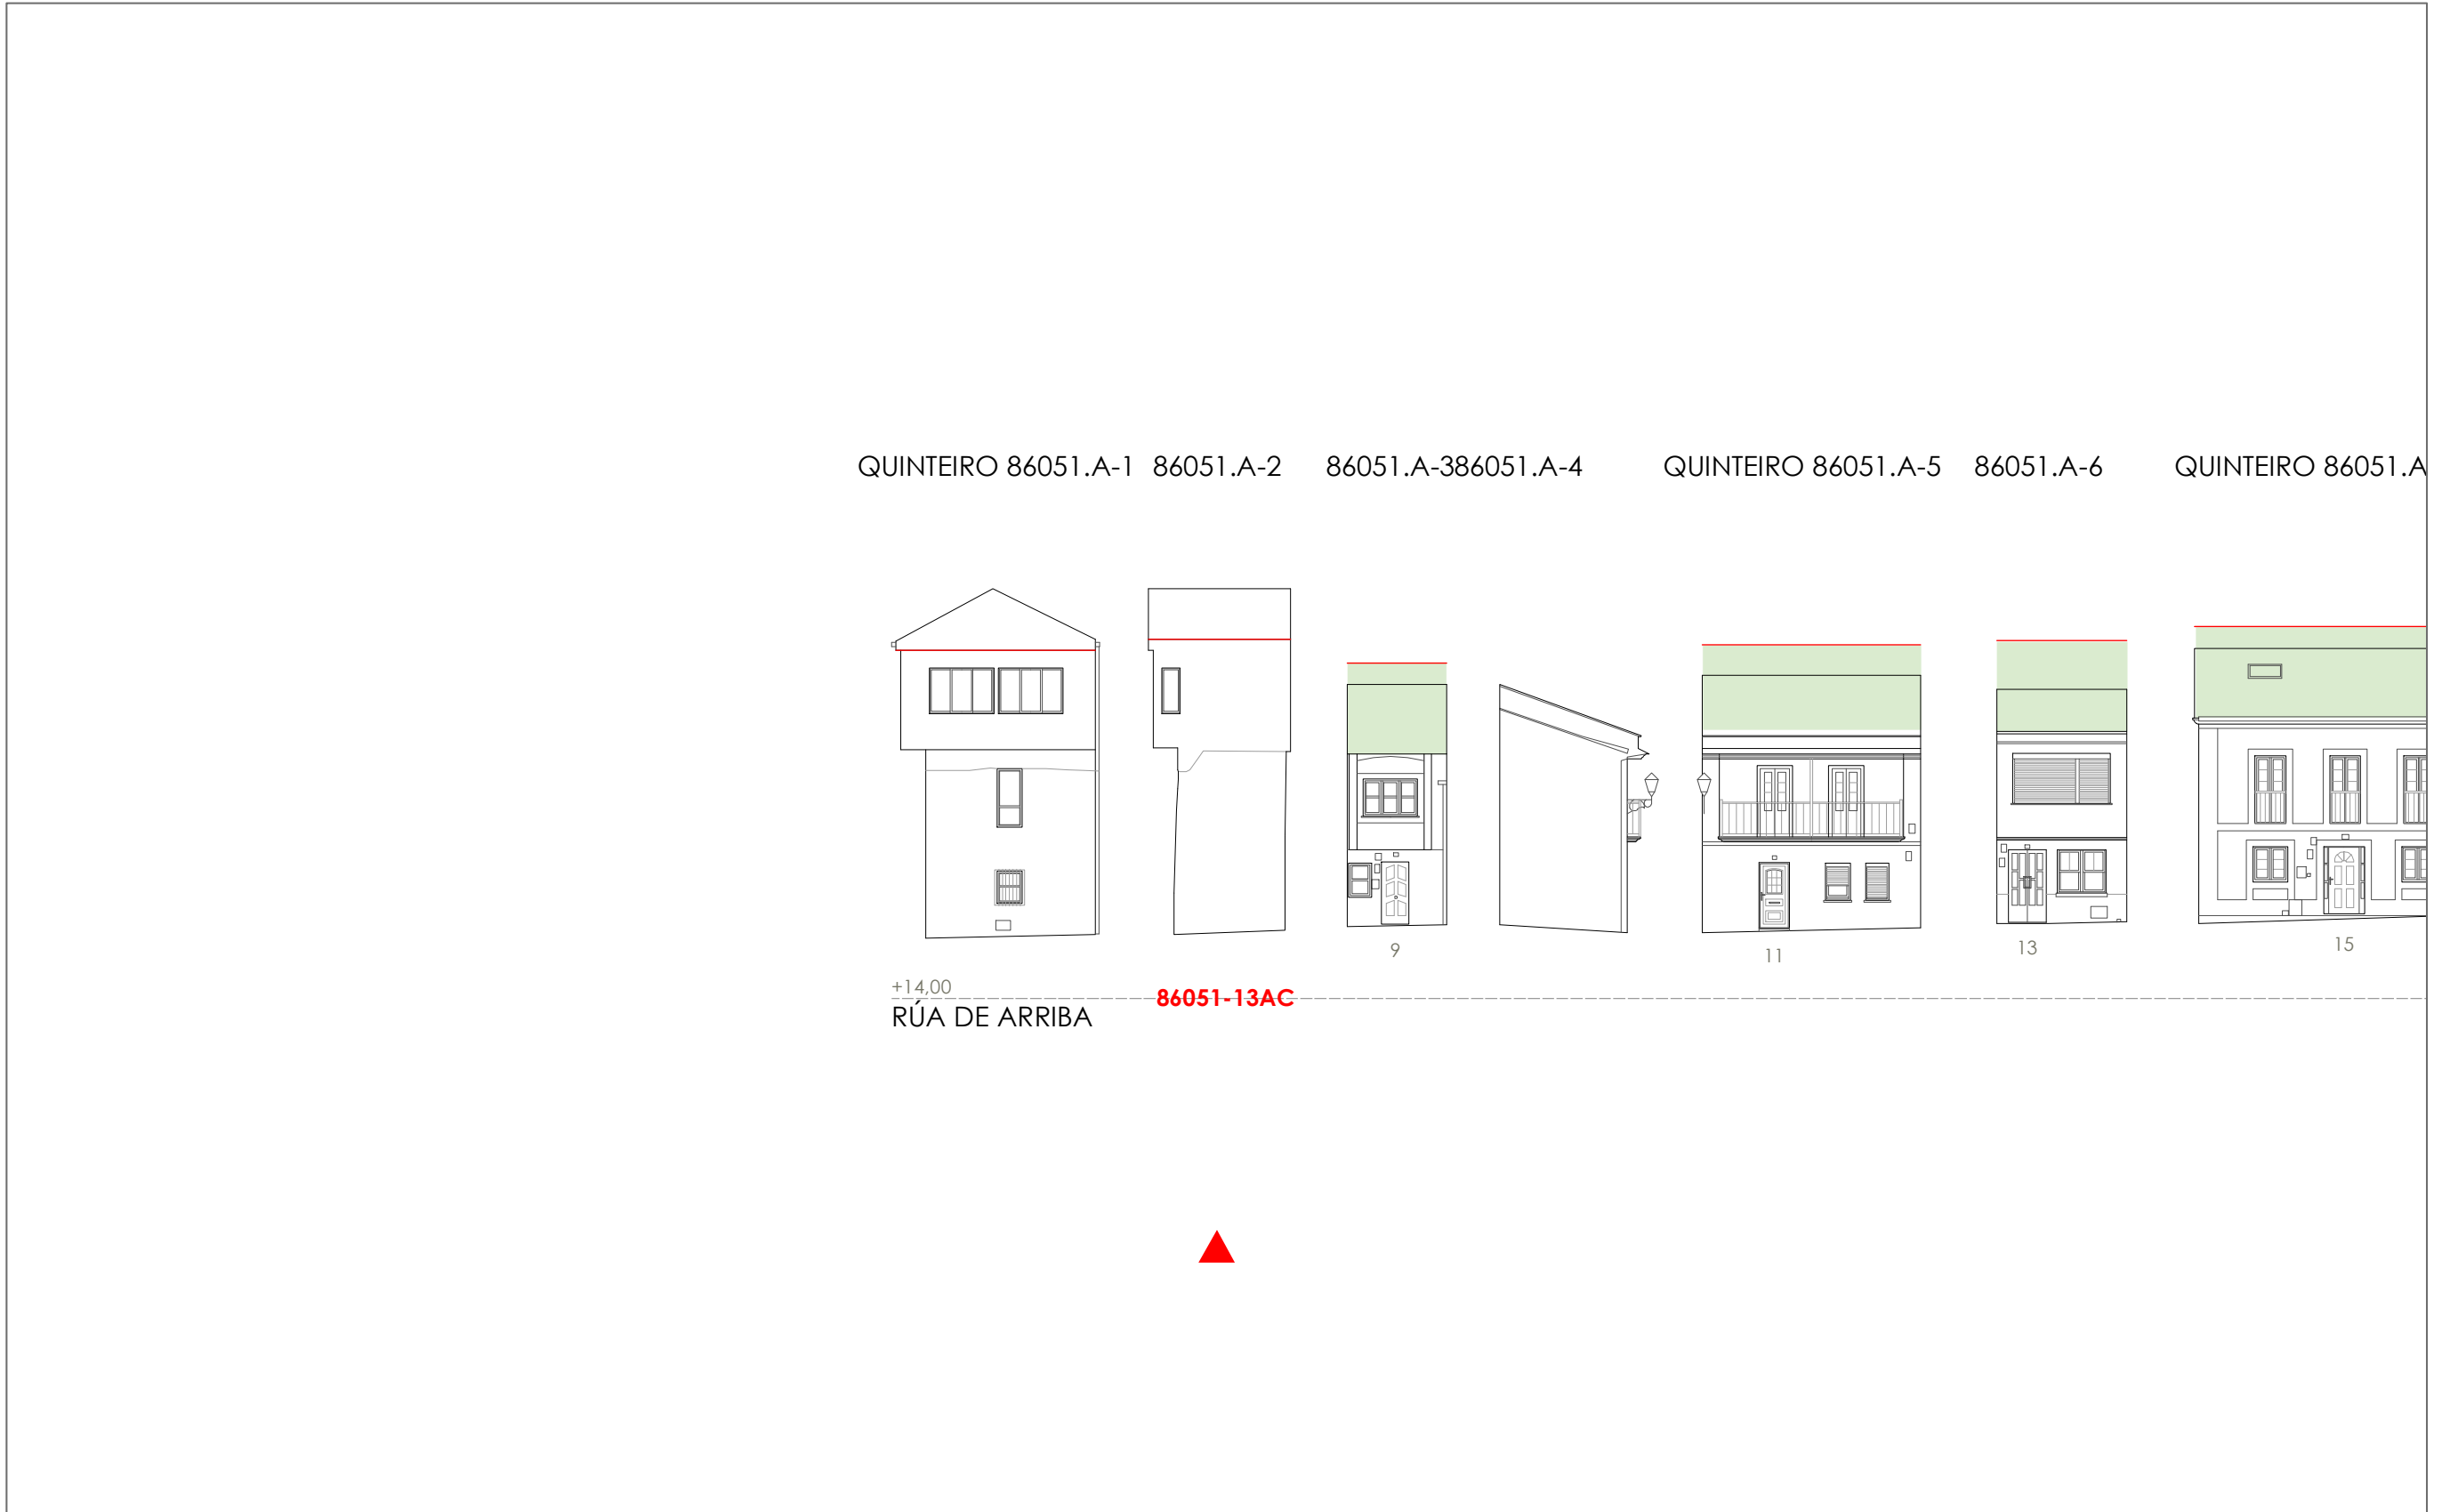 QUINTEIRO 86051.A-1 86051.A-2 86051.A-386051.A-4 QUINTEIRO 86051.A-5 86051.A-6 QUINTEIRO 86051.A
9 11 13 15
+14,00
86051-13AC
RÚA DE ARRIBA